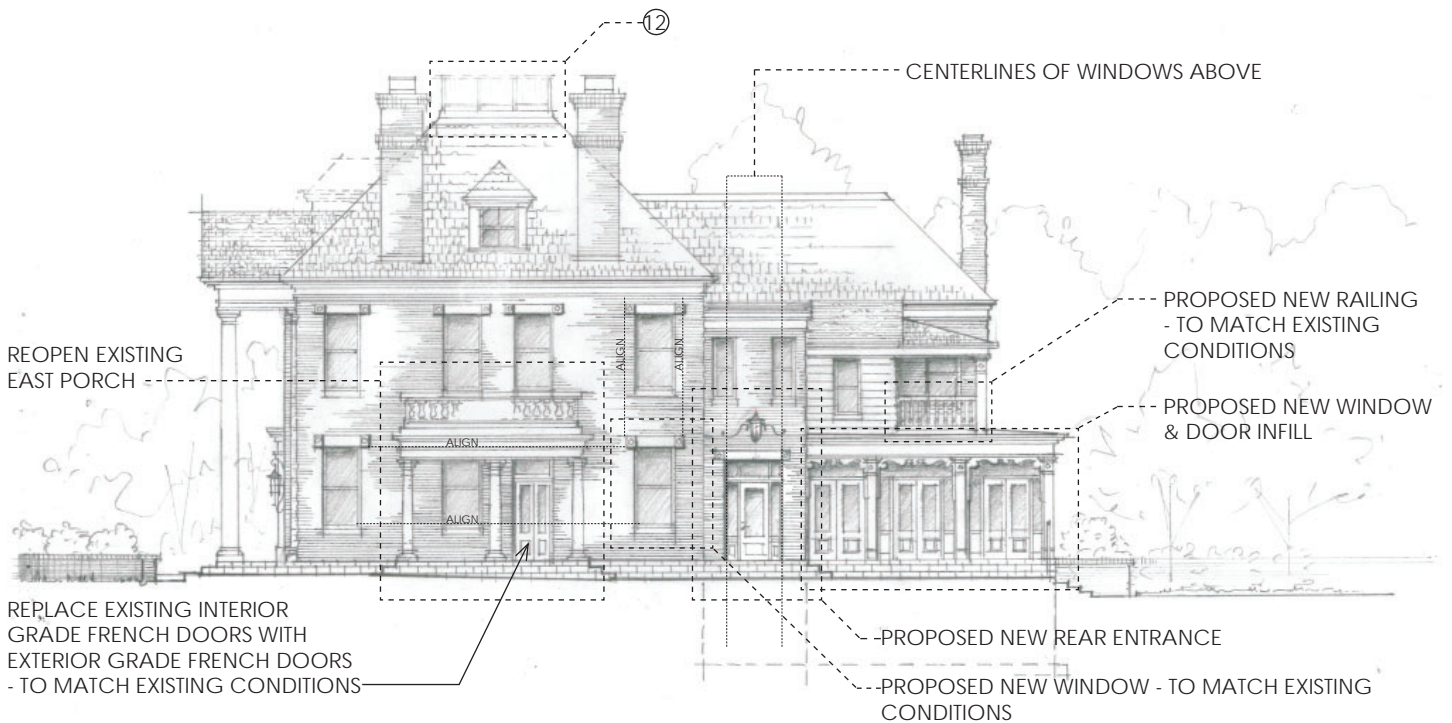 12
CENTERLINES OF WINDOWS ABOVE
PROPOSED NEW RAILING
- TO MATCH EXISTING
CONDITIONS
REOPEN EXISTING
EAST PORCH
ALIGN
ALIGN
PROPOSED NEW WINDOW
& DOOR INFILL
ALIGN
ALIGN
REPLACE EXISTING INTERIOR
GRADE FRENCH DOORS WITH
EXTERIOR GRADE FRENCH DOORS
- TO MATCH EXISTING CONDITIONS
PROPOSED NEW REAR ENTRANCE
PROPOSED NEW WINDOW - TO MATCH EXISTING
CONDITIONS